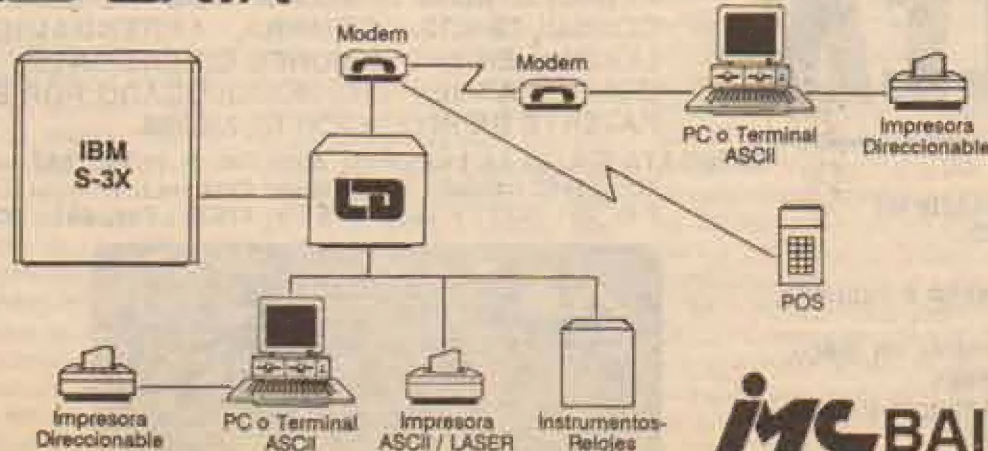 Modem
Modem
IBM
S-3X
PC o Terminal
ASCII
Impresora
Direccionable
POS
Impresora
Direccionable
PC o Terminal
ASCII
Impresora
ASCII / LASER
Instrumentos-
Relojes
IMC BAI